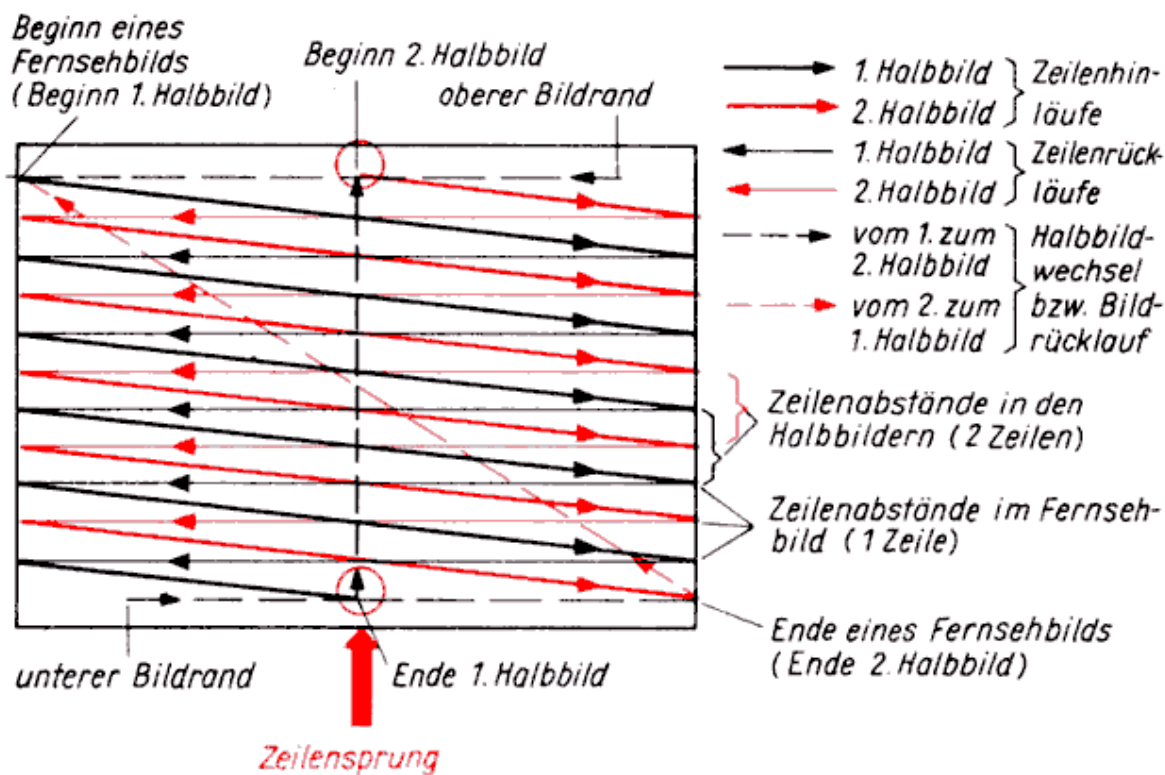 Beginn eines
Fernsehbilds
(Beginn 1. Halbbild)
Beginn 2. Halbbild
oberer Bildrand
1. Halbbild
2. Halbbild
Zeilenhin-
läufe
1. Halbbild
2. Halbbild
Zeilenrück-
läufe
vom 1. zum
2. Halbbild
vom 2. zum
1. Halbbild
Halbbild-
wechsel
bzw. Bild-
rücklauf
Zeilenabstände in den
Halbbildern (2 Zeilen)
Zeilenabstände im Fernseh-
bild (1 Zeile)
Ende eines Fernsehbilds
(Ende 2. Halbbild)
unterer Bildrand
Ende 1. Halbbild
Zeilensprung